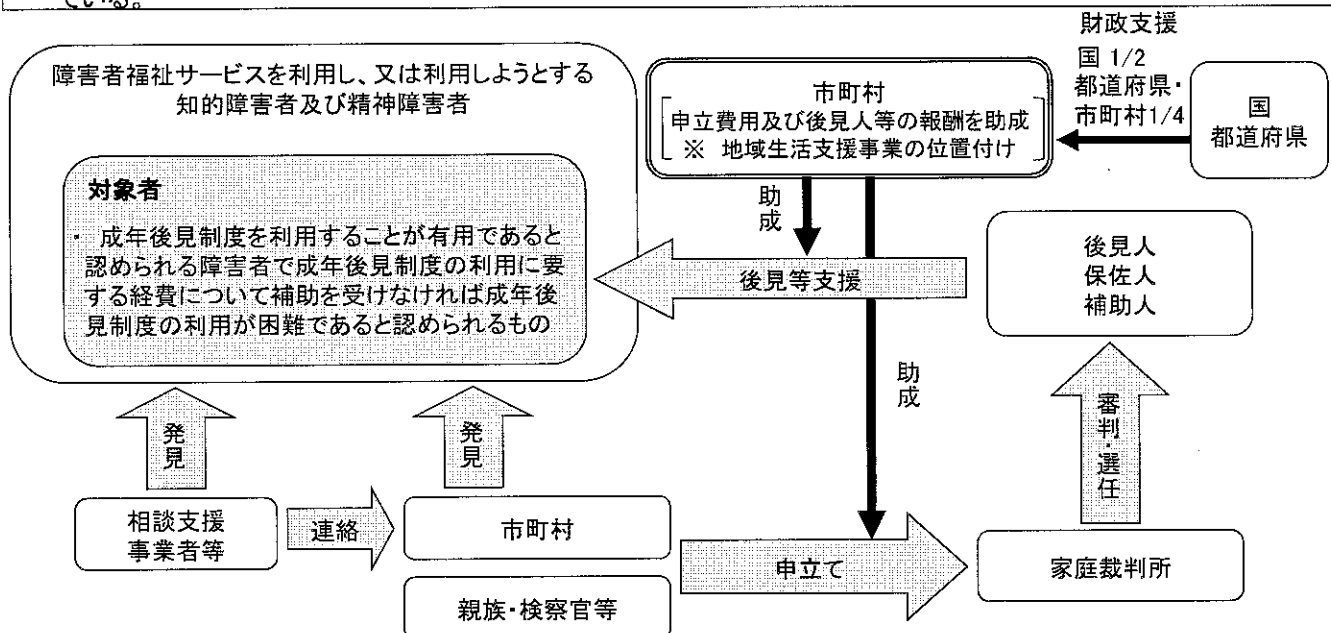 ている。
財政支援
国 1/2
都道府県・
市町村1/4
国
都道府県
障害者福祉サービスを利用し、又は利用しようとする
知的障害者及び精神障害者
市町村
申立費用及び後見人等の報酬を助成
※ 地域生活支援事業の位置付け
対象者
・ 成年後見制度を利用することが有用であると
認められる障害者で成年後見制度の利用に要
する経費について補助を受けなければ成年後
見制度の利用が困難であると認められるもの
助成
後見等支援
後見人
保佐人
補助人
助成
審判・選任
発見
発見
相談支援
事業者等
連絡
市町村
親族・検察官等
申立て
家庭裁判所